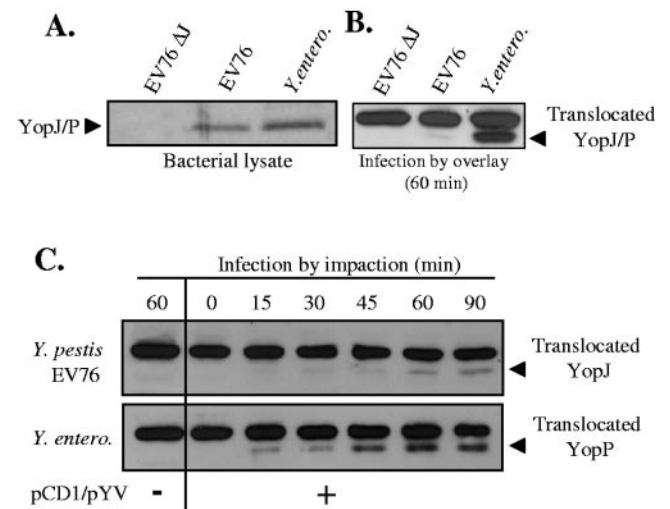 A.
EV76 ΔJ
EV76
Y.entero.
YopJ/P
Bacterial lysate
B.
EV76 ΔJ
EV76
Y.entero.
Translocated
YopJ/P
Infection by overlay
(60 min)
C.
Infection by impaction (min)
60 0 15 30 45 60 90
Y. pestis
EV76
Translocated
YopJ
Y. entero.
Translocated
YopP
pCD1/pYV - +